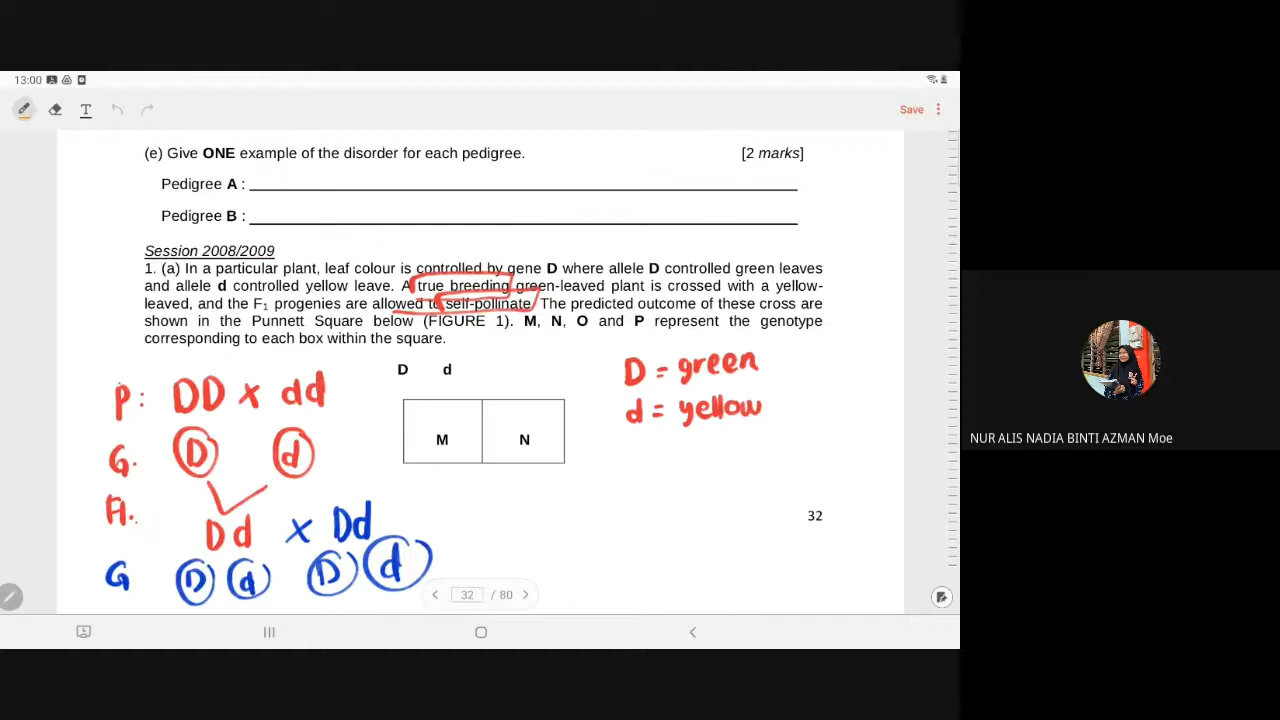 13:00
T
Save
(e) Give ONE example of the disorder for each pedigree. [2 marks]
Pedigree A :
Pedigree B :
Session 2008/2009
1. (a) In a particular plant, leaf colour is controlled by gene D where allele D controlled green leaves
and allele d controlled yellow leave. A true breeding green-leaved plant is crossed with a yellow-
leaved, and the F₁ progenies are allowed to self-pollinate. The predicted outcome of these cross are
shown in the Punnett Square below (FIGURE 1). M, N, O and P represent the genotype
corresponding to each box within the square.
D d
D = green
d = yellow
P: DD x dd
M N
G. D d
F1.
Dd x Dd
G D d D d
32
32 / 80
NUR ALIS NADIA BINTI AZMAN Moe